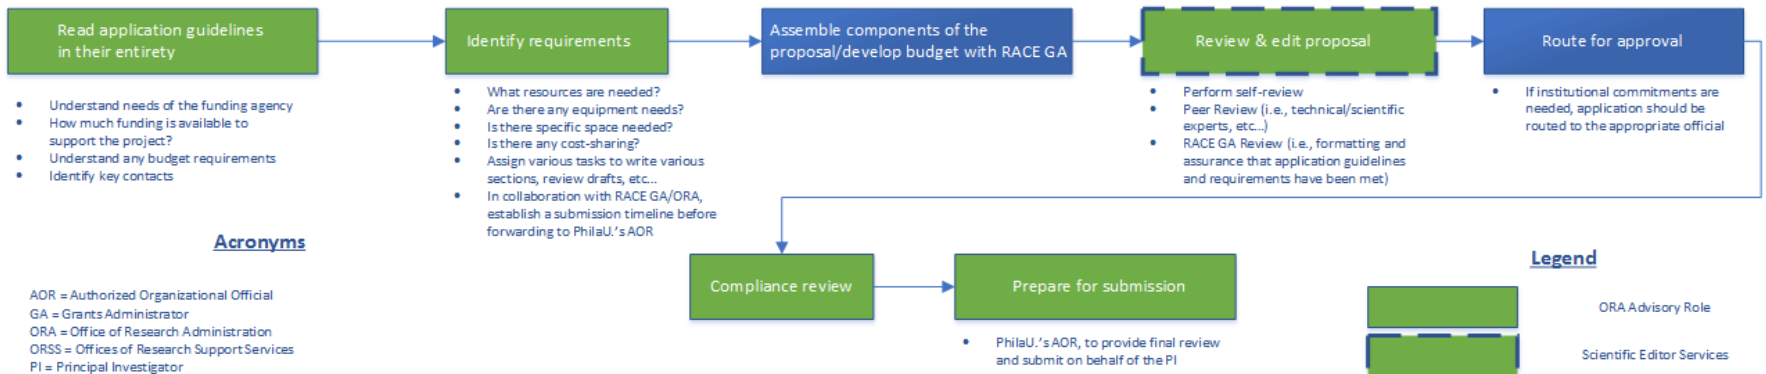 Read application guidelines
in their entirety
Identify requirements
Assemble components of the
proposal/develop budget with RACE GA
Review & edit proposal
Route for approval
• Understand needs of the funding agency
• How much funding is available to
support the project?
• Understand any budget requirements
• Identify key contacts
• What resources are needed?
• Are there any equipment needs?
• Is there specific space needed?
• Is there any cost-sharing?
• Assign various tasks to write various
sections, review drafts, etc...
• In collaboration with RACE GA/ORA,
establish a submission timeline before
forwarding to PhilaU.'s AOR
• Perform self-review
• Peer Review (i.e., technical/scientific
experts, etc...)
• RACE GA Review (i.e., formatting and
assurance that application guidelines
and requirements have been met)
• If institutional commitments are
needed, application should be
routed to the appropriate official
Acronyms
AOR = Authorized Organizational Official
GA = Grants Administrator
ORA = Office of Research Administration
ORSS = Offices of Research Support Services
PI = Principal Investigator
Compliance review
Prepare for submission
• PhilaU.'s AOR, to provide final review
and submit on behalf of the PI
Legend
ORA Advisory Role
Scientific Editor Services